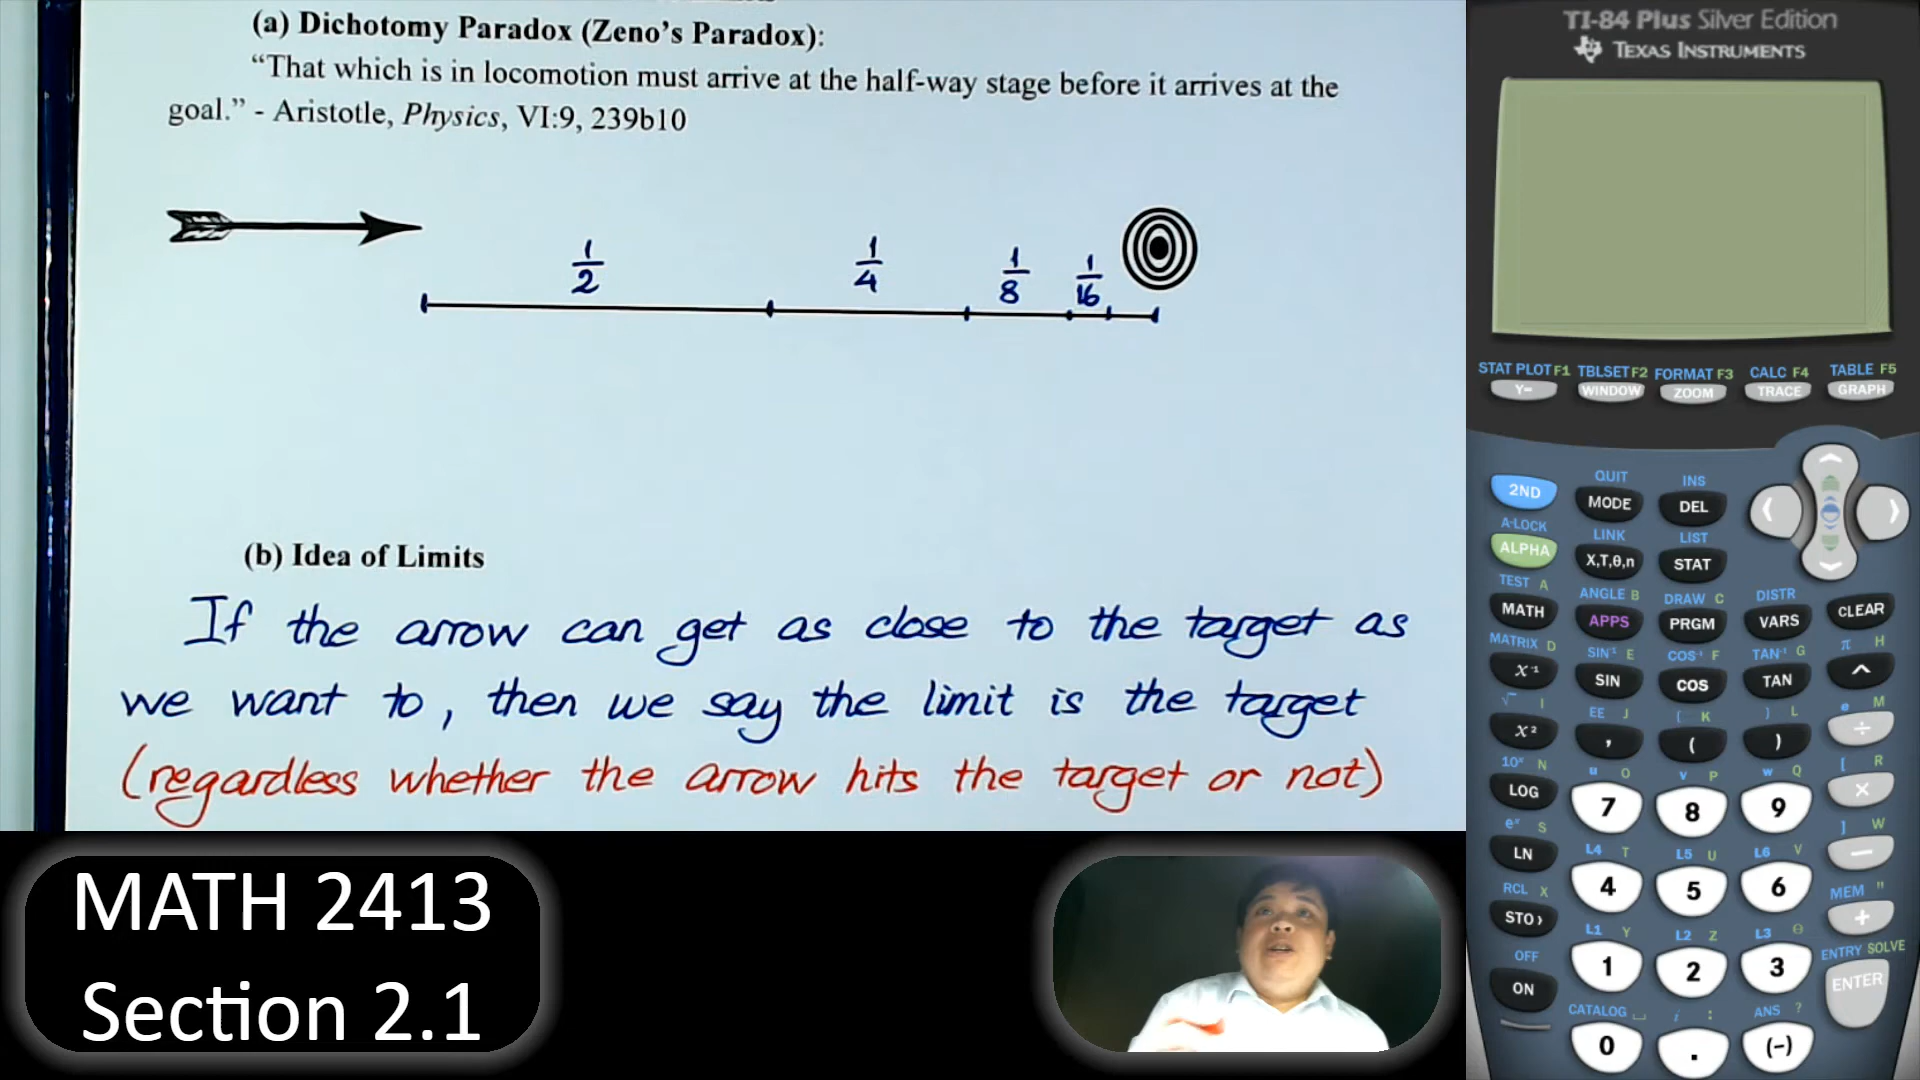 (a) Dichotomy Paradox (Zeno's Paradox):
“That which is in locomotion must arrive at the half-way stage before it arrives at the
goal.” - Aristotle, Physics, VI:9, 239b10
1/2 1/4 1/8 1/16
(b) Idea of Limits
If the arrow can get as close to the target as
we want to, then we say the limit is the target
(regardless whether the arrow hits the target or not)
MATH 2413
Section 2.1
TI-84 Plus Silver Edition
TEXAS INSTRUMENTS
STAT PLOT F1 TBLSET F2 FORMAT F3 CALC F4 TABLE F5
Y= WINDOW ZOOM TRACE GRAPH
QUIT INS
2ND MODE DEL
A-LOCK LINK LIST
ALPHA X,T,θ,n STAT
TEST A ANGLE B DRAW C DISTR
MATH APPS PRGM VARS CLEAR
MATRIX D SIN⁻¹ E COS⁻¹ F TAN⁻¹ G π H
X⁻¹ SIN COS TAN ^
√ I EE J { K } L e M
X² , ( ) ÷
10ˣ N u O v P w Q [ R
LOG 7 8 9 ×
eˣ S L4 T L5 U L6 V ] W
LN 4 5 6 −
RCL X L1 Y L2 Z L3 Θ MEM "
STO› 1 2 3 +
OFF CATALOG ⎵ i : ANS ? ENTRY SOLVE
ON 0 . (−) ENTER